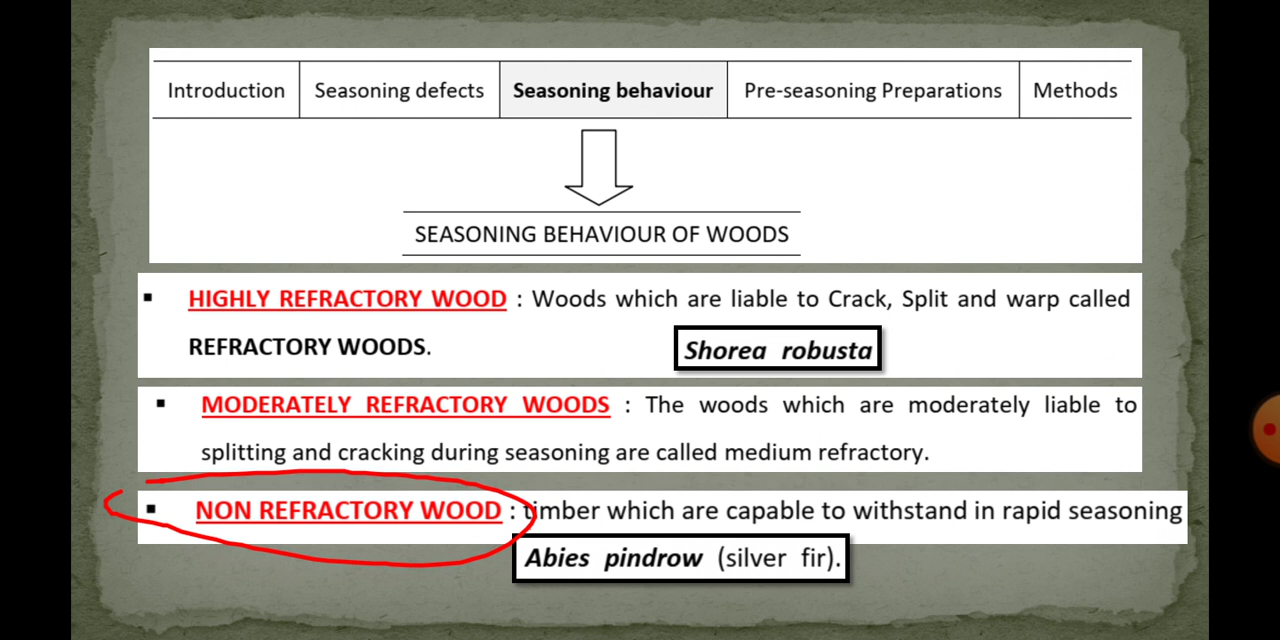 Introduction Seasoning defects Seasoning behaviour Pre-seasoning Preparations Methods
SEASONING BEHAVIOUR OF WOODS
▪ HIGHLY REFRACTORY WOOD : Woods which are liable to Crack, Split and warp called
REFRACTORY WOODS.
Shorea robusta
▪ MODERATELY REFRACTORY WOODS : The woods which are moderately liable to
splitting and cracking during seasoning are called medium refractory.
▪ NON REFRACTORY WOOD : timber which are capable to withstand in rapid seasoning
Abies pindrow (silver fir).